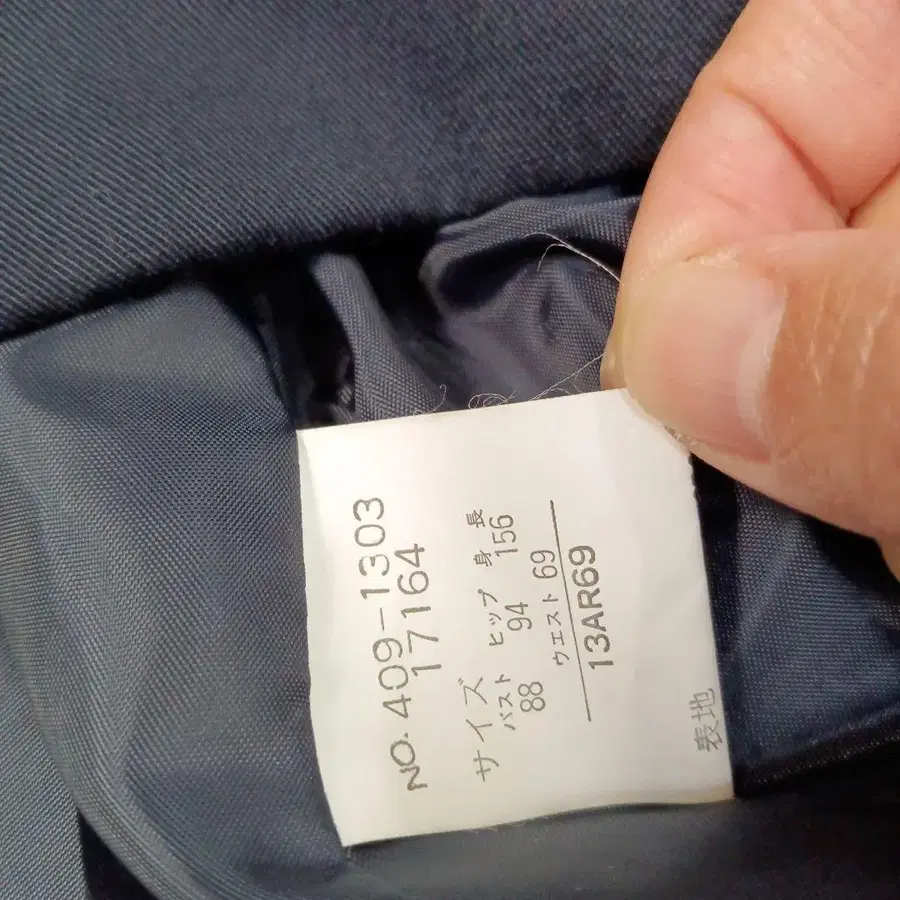 NO. 409-1303
17164
サイズ
バスト ヒップ 身長
88 94 156
ウエスト 69
13AR69
表地